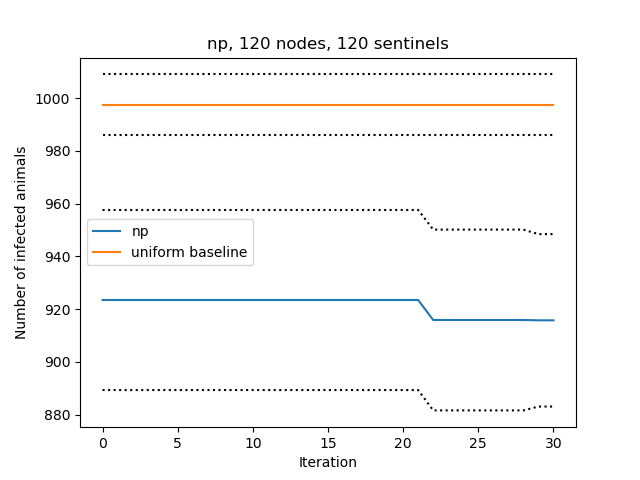 np, 120 nodes, 120 sentinels
Number of infected animals
1000
980
960
940
920
900
880
np
uniform baseline
0 5 10 15 20 25 30
Iteration